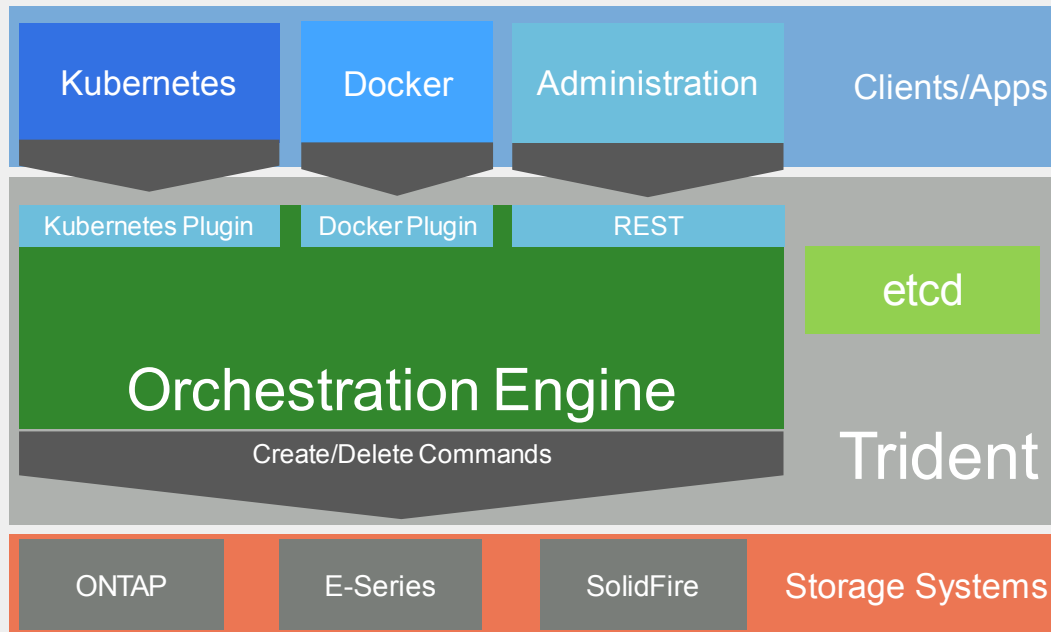 Kubernetes
Docker
Administration
Clients/Apps
Kubernetes Plugin
Docker Plugin
REST
etcd
Orchestration Engine
Create/Delete Commands
Trident
ONTAP
E-Series
SolidFire
Storage Systems